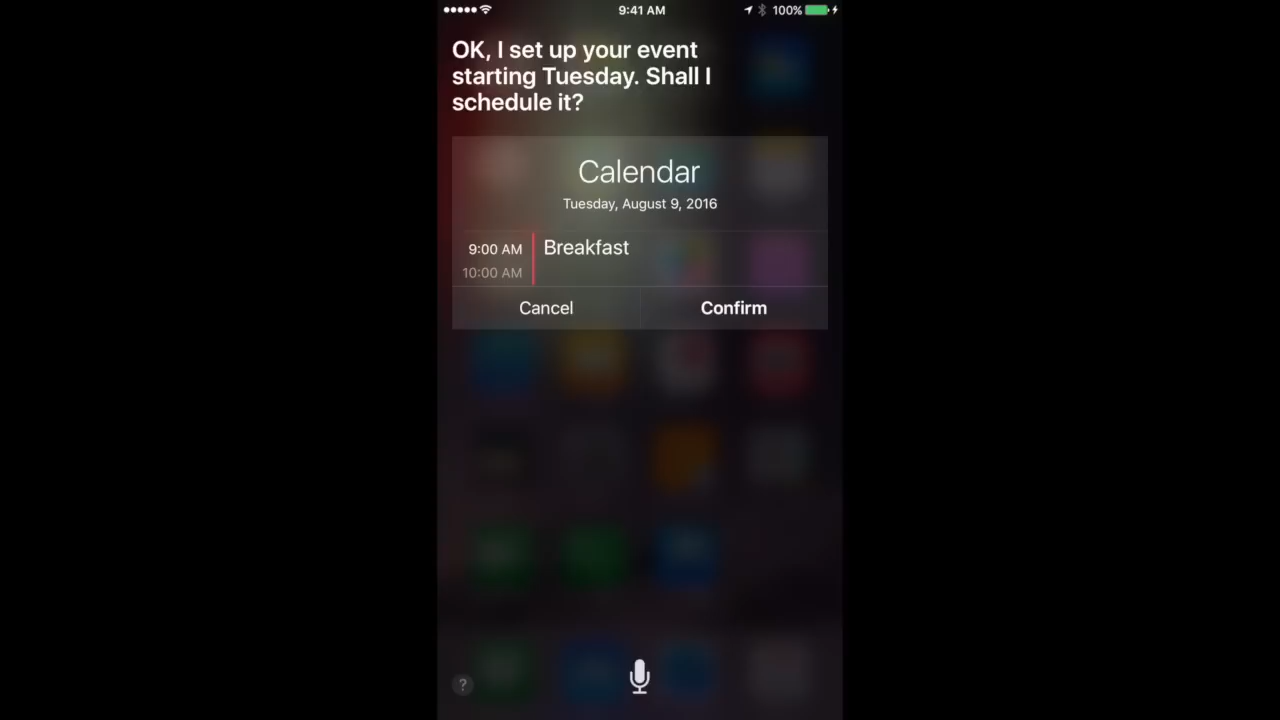 9:41 AM
100%
OK, I set up your event
starting Tuesday. Shall I
schedule it?
Calendar
Tuesday, August 9, 2016
9:00 AM Breakfast
10:00 AM
Cancel Confirm
?